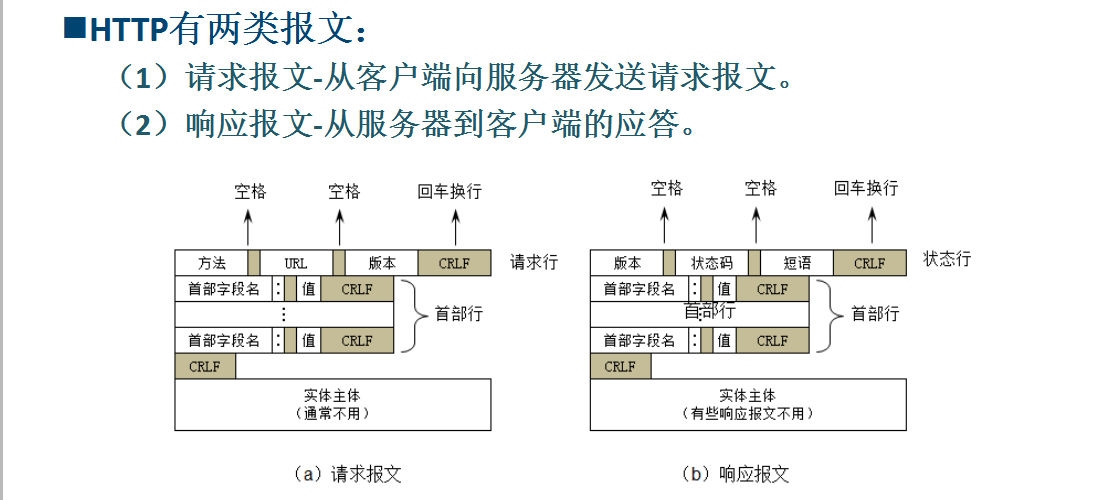 ■HTTP有两类报文：
（1）请求报文-从客户端向服务器发送请求报文。
（2）响应报文-从服务器到客户端的应答。
空格 空格 回车换行
方法 URL 版本 CRLF 请求行
首部字段名 : 值 CRLF
⋮ 首部行
首部字段名 : 值 CRLF
CRLF
实体主体
（通常不用）
（a）请求报文
空格 空格 回车换行
版本 状态码 短语 CRLF 状态行
首部字段名 : 值 CRLF
首部行
⋮ 首部行
首部字段名 : 值 CRLF
CRLF
实体主体
（有些响应报文不用）
（b）响应报文